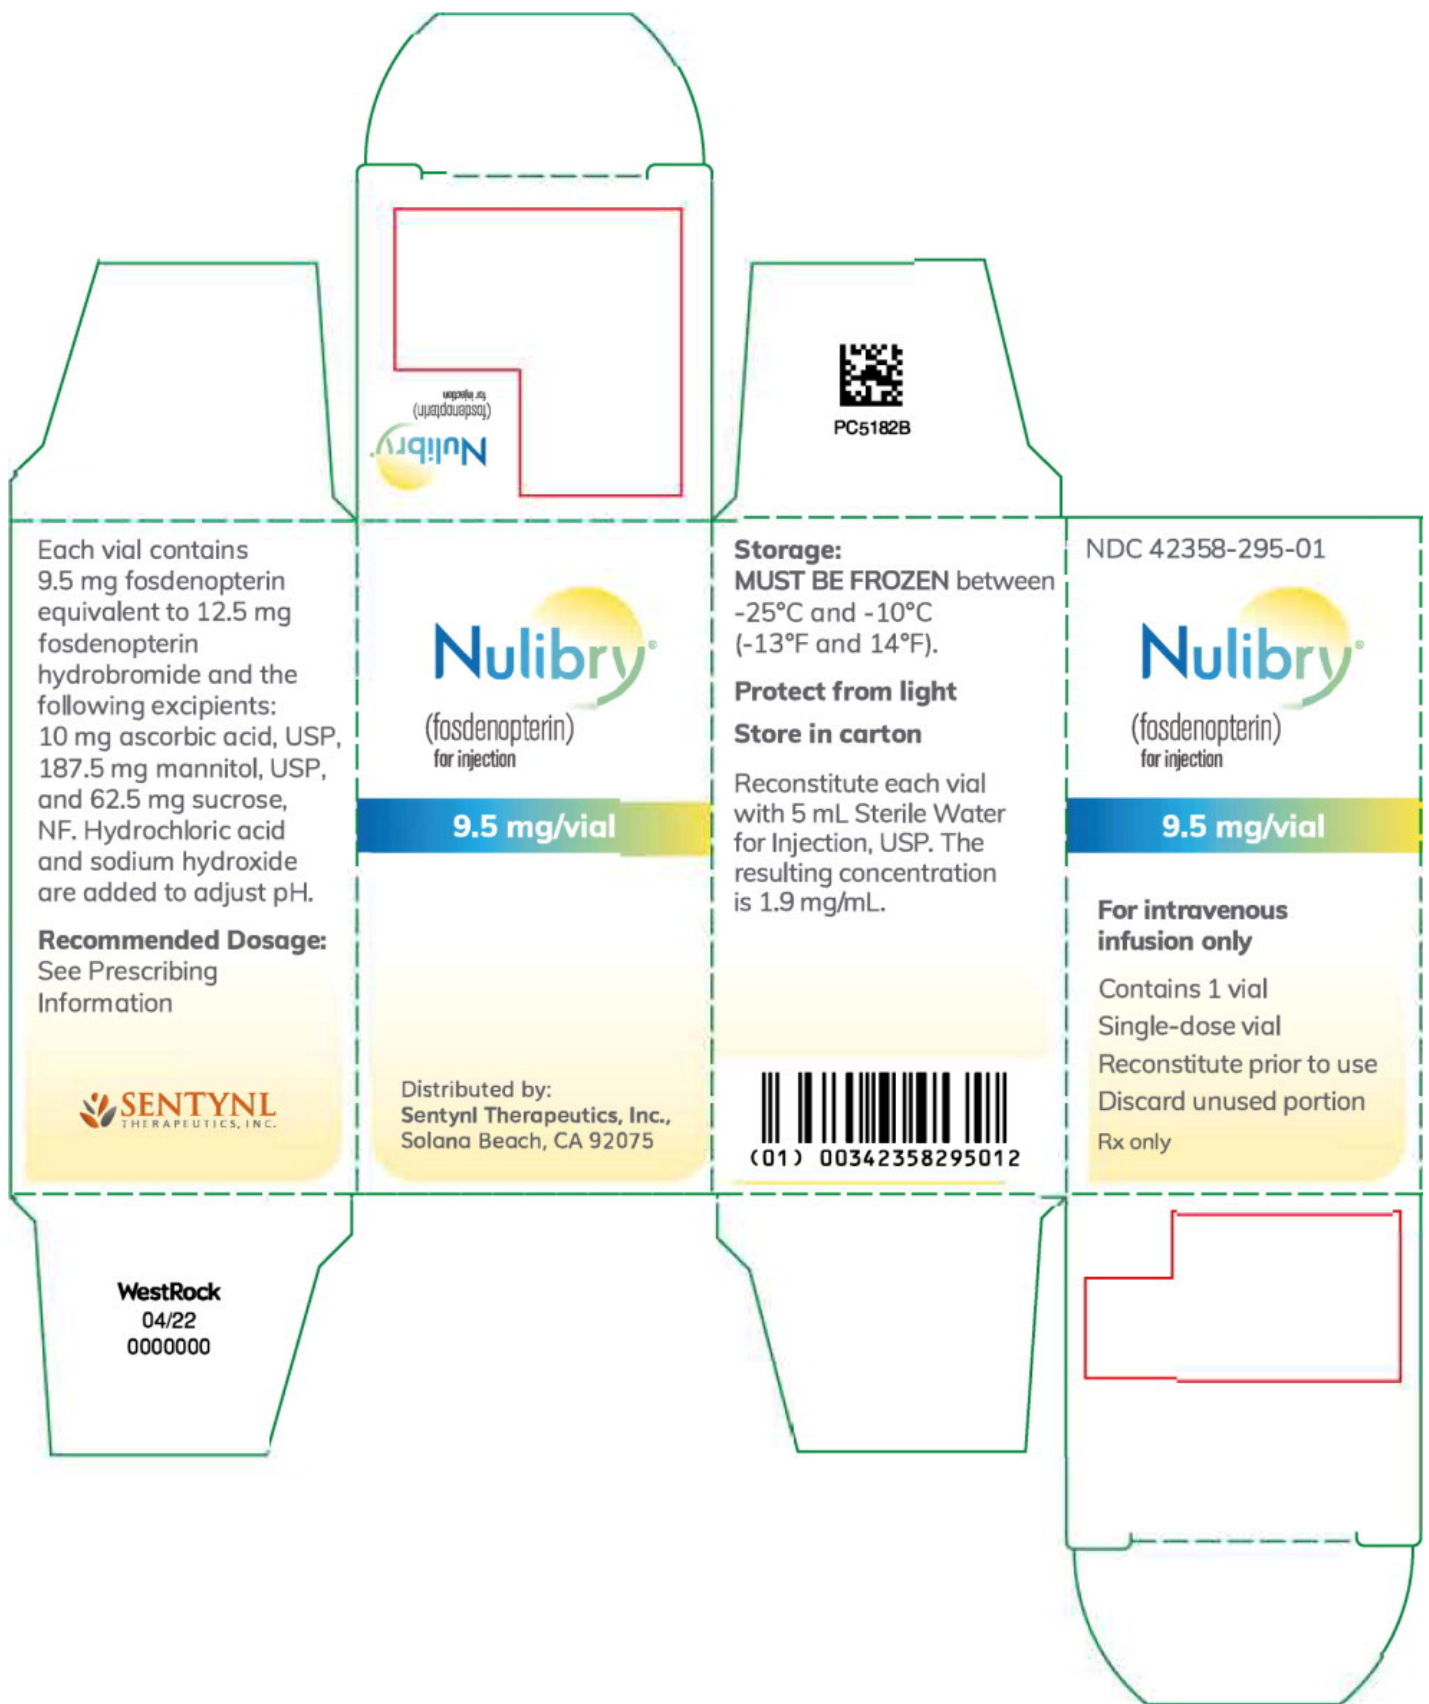 for injection
(fosdenopterin)
Nulibry
PC5182B
Each vial contains
9.5 mg fosdenopterin
equivalent to 12.5 mg
fosdenopterin
hydrobromide and the
following excipients:
10 mg ascorbic acid, USP,
187.5 mg mannitol, USP,
and 62.5 mg sucrose,
NF. Hydrochloric acid
and sodium hydroxide
are added to adjust pH.
Recommended Dosage:
See Prescribing
Information
SENTYNL
THERAPEUTICS, INC.
Nulibry®
(fosdenopterin)
for injection
9.5 mg/vial
Distributed by:
Sentynl Therapeutics, Inc.,
Solana Beach, CA 92075
Storage:
MUST BE FROZEN between
-25°C and -10°C
(-13°F and 14°F).
Protect from light
Store in carton
Reconstitute each vial
with 5 mL Sterile Water
for Injection, USP. The
resulting concentration
is 1.9 mg/mL.
(01) 00342358295012
NDC 42358-295-01
Nulibry®
(fosdenopterin)
for injection
9.5 mg/vial
For intravenous
infusion only
Contains 1 vial
Single-dose vial
Reconstitute prior to use
Discard unused portion
Rx only
WestRock
04/22
0000000